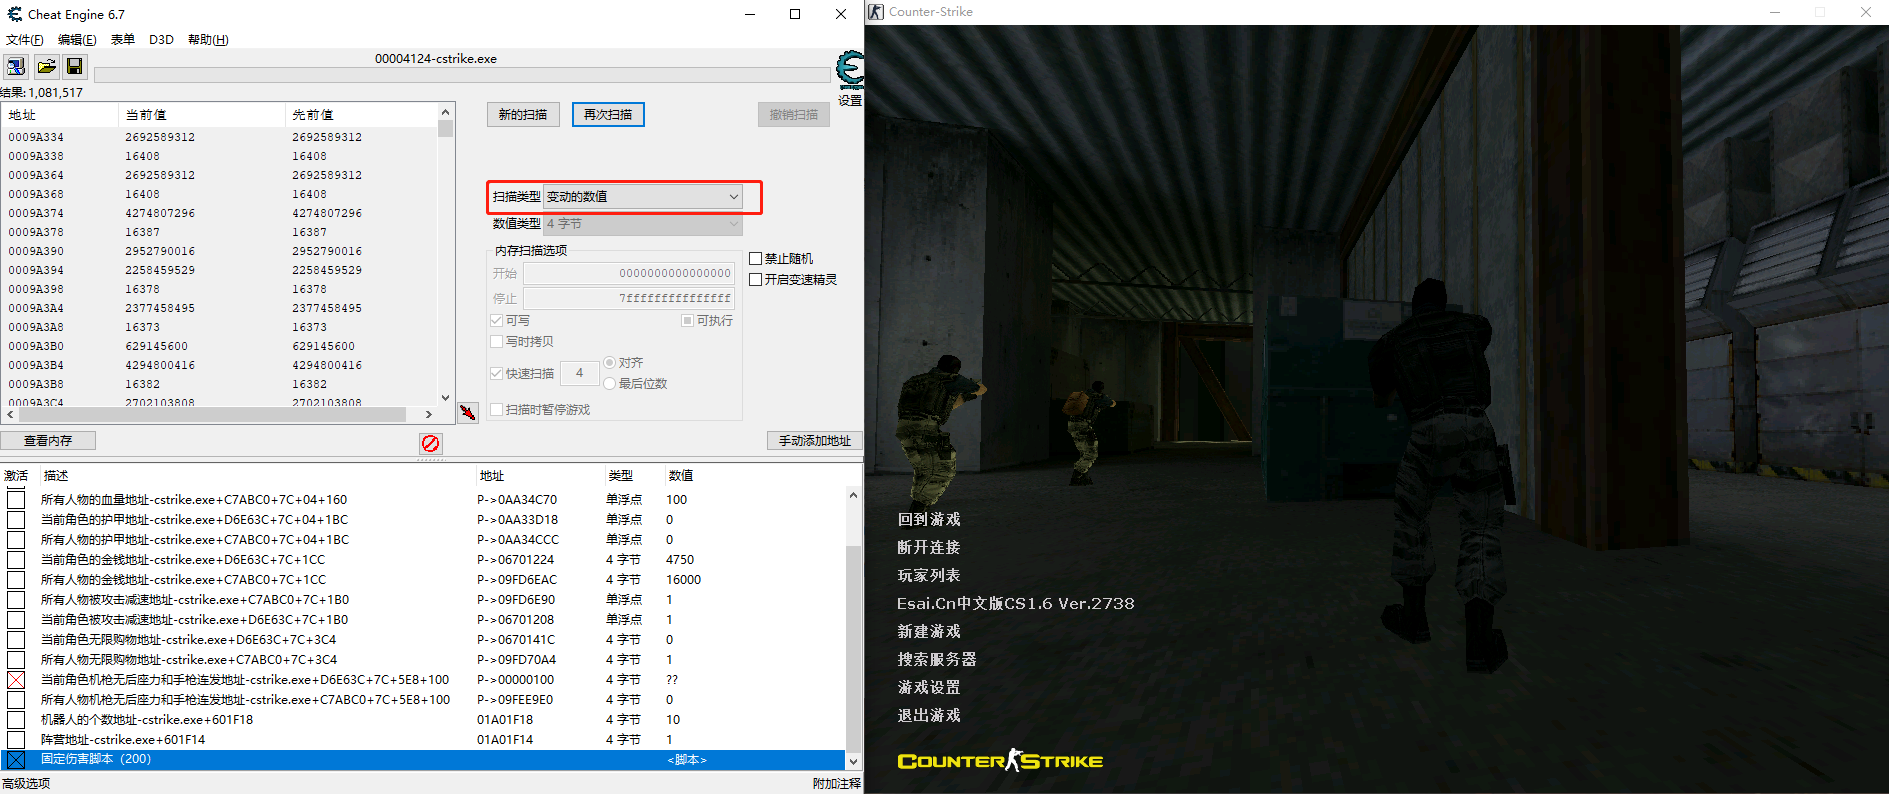 Cheat Engine 6.7
文件(F) 编辑(E) 表单 D3D 帮助(H)
00004124-cstrike.exe
设置
结果: 1,081,517
地址 当前值 先前值
0009A334 2692589312 2692589312
0009A338 16408 16408
0009A364 2692589312 2692589312
0009A368 16408 16408
0009A374 4274807296 4274807296
0009A378 16387 16387
0009A390 2952790016 2952790016
0009A394 2258459529 2258459529
0009A398 16378 16378
0009A3A4 2377458495 2377458495
0009A3A8 16373 16373
0009A3B0 629145600 629145600
0009A3B4 4294800416 4294800416
0009A3B8 16382 16382
0009A3C4 2702103808 2702103808
新的扫描 再次扫描 撤销扫描
扫描类型 变动的数值
数值类型 4 字节
内存扫描选项
开始 0000000000000000
停止 7fffffffffffffff
可写 可执行
写时拷贝
快速扫描 4 对齐
最后位数
扫描时暂停游戏
禁止随机
开启变速精灵
查看内存 手动添加地址
激活 描述 地址 类型 数值
所有人物的血量地址-cstrike.exe+C7ABC0+7C+04+160 P->0AA34C70 单浮点 100
当前角色的护甲地址-cstrike.exe+D6E63C+7C+04+1BC P->0AA33D18 单浮点 0
所有人物的护甲地址-cstrike.exe+C7ABC0+7C+04+1BC P->0AA34CCC 单浮点 0
当前角色的金钱地址-cstrike.exe+D6E63C+7C+1CC P->06701224 4 字节 4750
所有人物的金钱地址-cstrike.exe+C7ABC0+7C+1CC P->09FD6EAC 4 字节 16000
所有人物被攻击减速地址-cstrike.exe+C7ABC0+7C+1B0 P->09FD6E90 单浮点 1
当前角色被攻击减速地址-cstrike.exe+D6E63C+7C+1B0 P->06701208 单浮点 1
当前角色无限购物地址-cstrike.exe+D6E63C+7C+3C4 P->0670141C 4 字节 0
所有人物无限购物地址-cstrike.exe+C7ABC0+7C+3C4 P->09FD70A4 4 字节 1
当前角色机枪无后座力和手枪连发地址-cstrike.exe+D6E63C+7C+5E8+100 P->00000100 4 字节 ??
所有人物机枪无后座力和手枪连发地址-cstrike.exe+C7ABC0+7C+5E8+100 P->09FEE9E0 4 字节 0
机器人的个数地址-cstrike.exe+601F18 01A01F18 4 字节 10
阵营地址-cstrike.exe+601F14 01A01F14 4 字节 1
固定伤害脚本（200） <脚本>
高级选项 附加注释
Counter-Strike
回到游戏
断开连接
玩家列表
Esai.Cn中文版CS1.6 Ver.2738
新建游戏
搜索服务器
游戏设置
退出游戏
COUNTER STRIKE